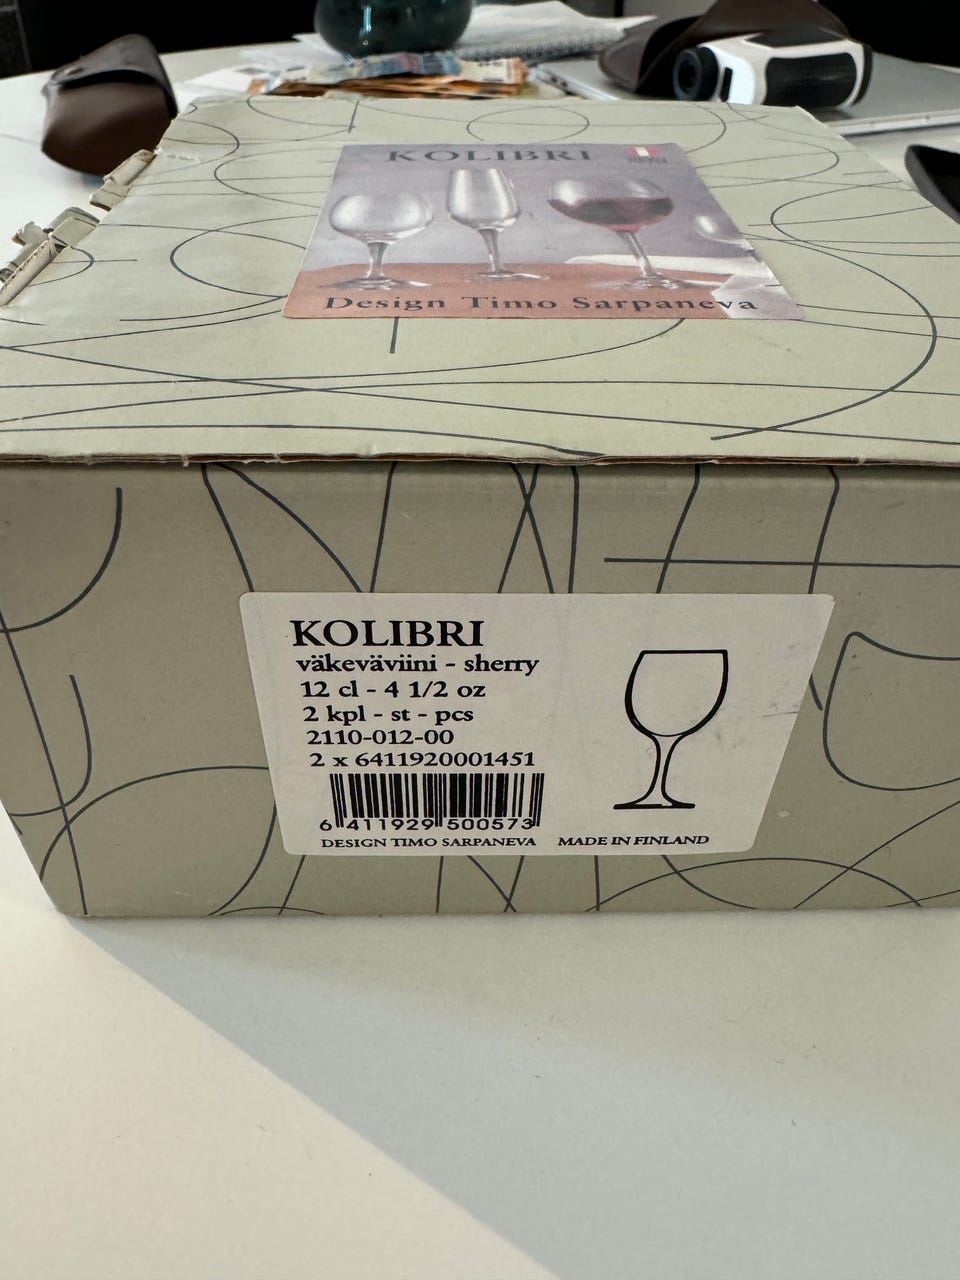 KOLIBRI
Design Timo Sarpaneva
KOLIBRI
väkeväviini - sherry
12 cl - 4 1/2 oz
2 kpl - st - pcs
2110-012-00
2 x 6411920001451
6 411929 500573
DESIGN TIMO SARPANEVA MADE IN FINLAND